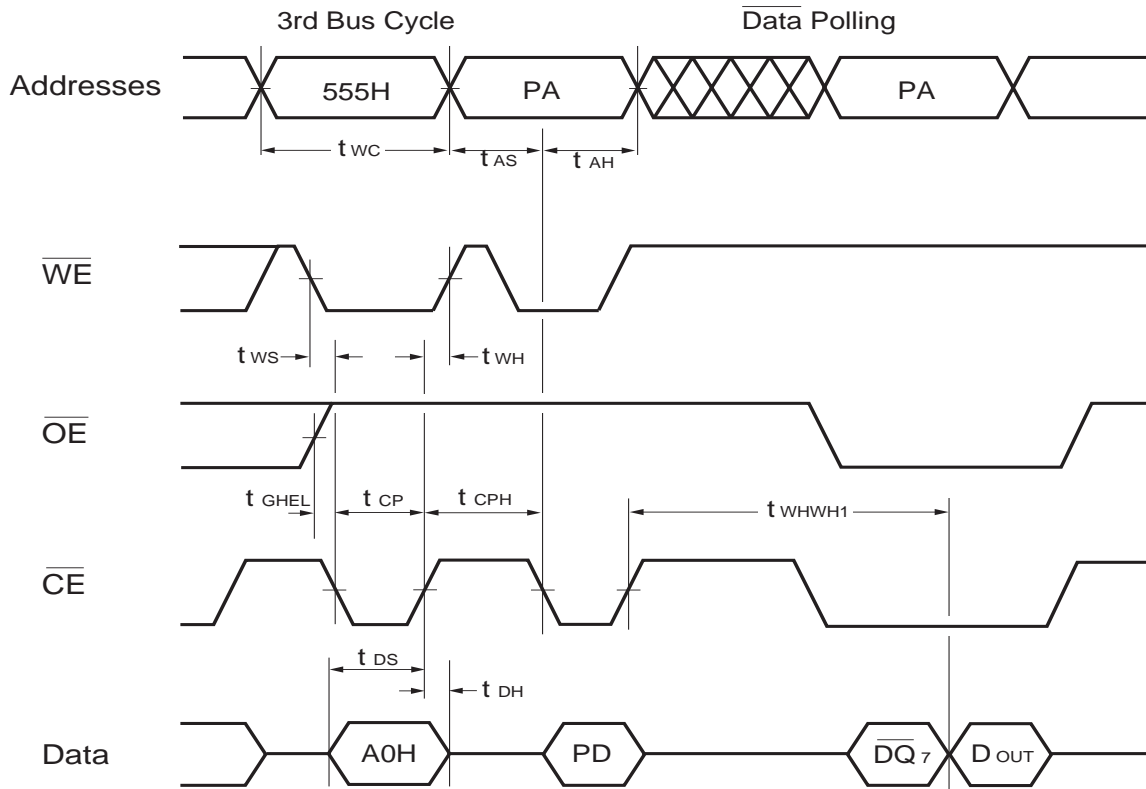 3rd Bus Cycle
Data Polling
Addresses
555H
PA
PA
t WC
t AS
t AH
WE
t WS
t WH
OE
t GHEL
t CP
t CPH
t WHWH1
CE
t DS
t DH
Data
A0H
PD
DQ 7
D OUT